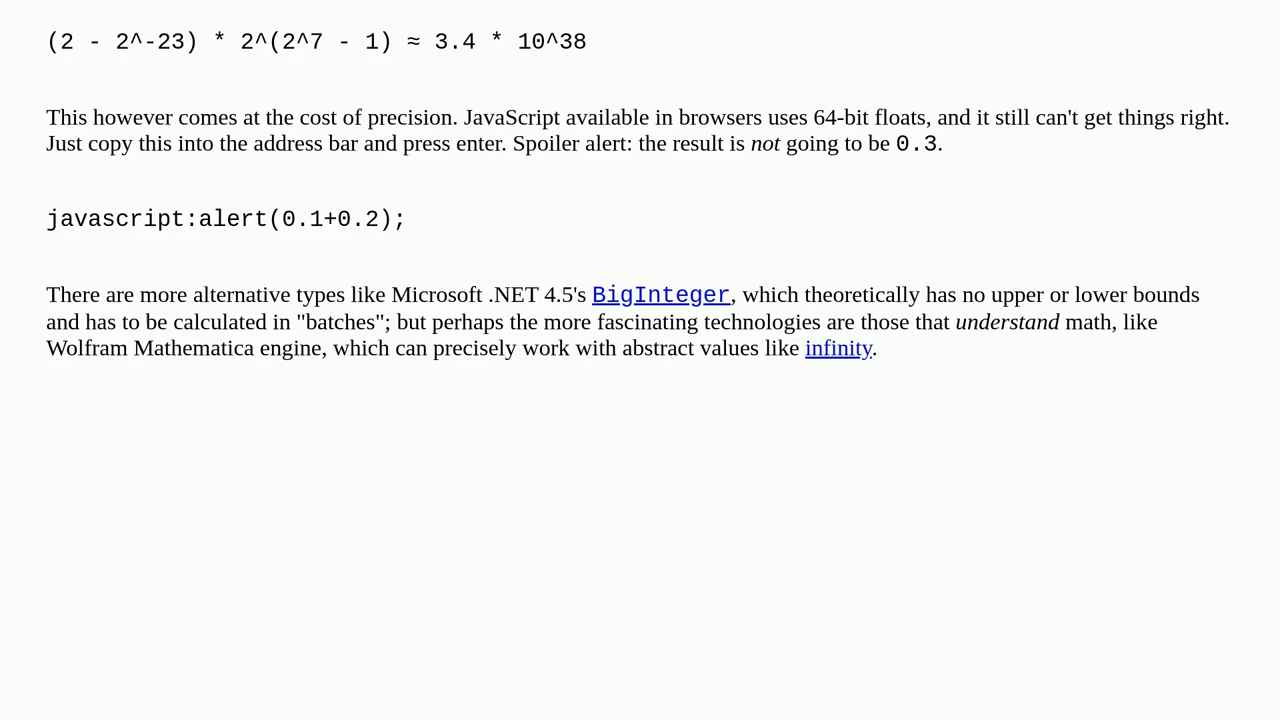 (2 - 2^-23) * 2^(2^7 - 1) ≈ 3.4 * 10^38
This however comes at the cost of precision. JavaScript available in browsers uses 64-bit floats, and it still can't get things right.
Just copy this into the address bar and press enter. Spoiler alert: the result is not going to be 0.3.
javascript:alert(0.1+0.2);
There are more alternative types like Microsoft .NET 4.5's BigInteger, which theoretically has no upper or lower bounds
and has to be calculated in "batches"; but perhaps the more fascinating technologies are those that understand math, like
Wolfram Mathematica engine, which can precisely work with abstract values like infinity.